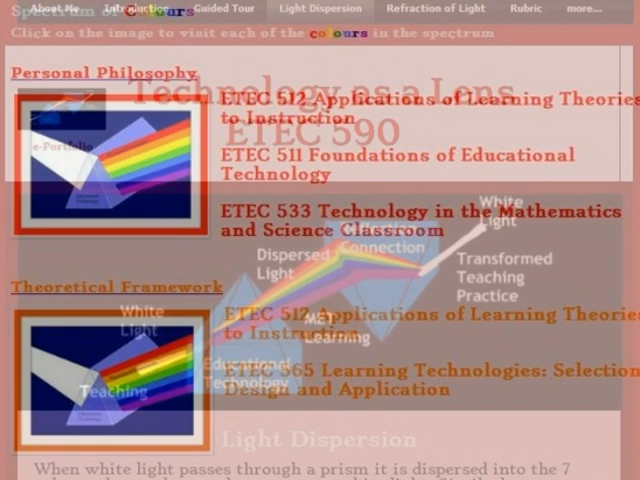 Spectrum of Colours
About Me Introduction Guided Tour Light Dispersion Refraction of Light Rubric more...
Click on the image to visit each of the colours in the spectrum
Personal Philosophy
Technology as a Lens
ETEC 590
e-Portfolio
ETEC 512 Applications of Learning Theories
to Instruction
ETEC 511 Foundations of Educational
Technology
ETEC 533 Technology in the Mathematics
and Science Classroom
White
Light
Connection
Dispersed
Light
Transformed
Teaching
Practice
Theoretical Framework
White
Light
MET
Learning
ETEC 512 Applications of Learning Theories
to Instruction
Educational
Technology
Teaching
ETEC 565 Learning Technologies: Selection
Design and Application
Light Dispersion
When white light passes through a prism it is dispersed into the 7